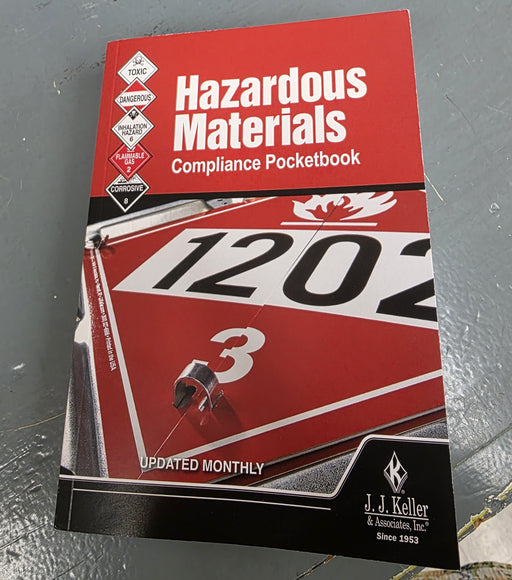 TOXIC
DANGEROUS
INHALATION
HAZARD
6
FLAMMABLE
GAS
2
CORROSIVE
8
Hazardous
Materials
Compliance Pocketbook
1202
3
UPDATED MONTHLY
J. J. Keller
& Associates, Inc.®
Since 1953